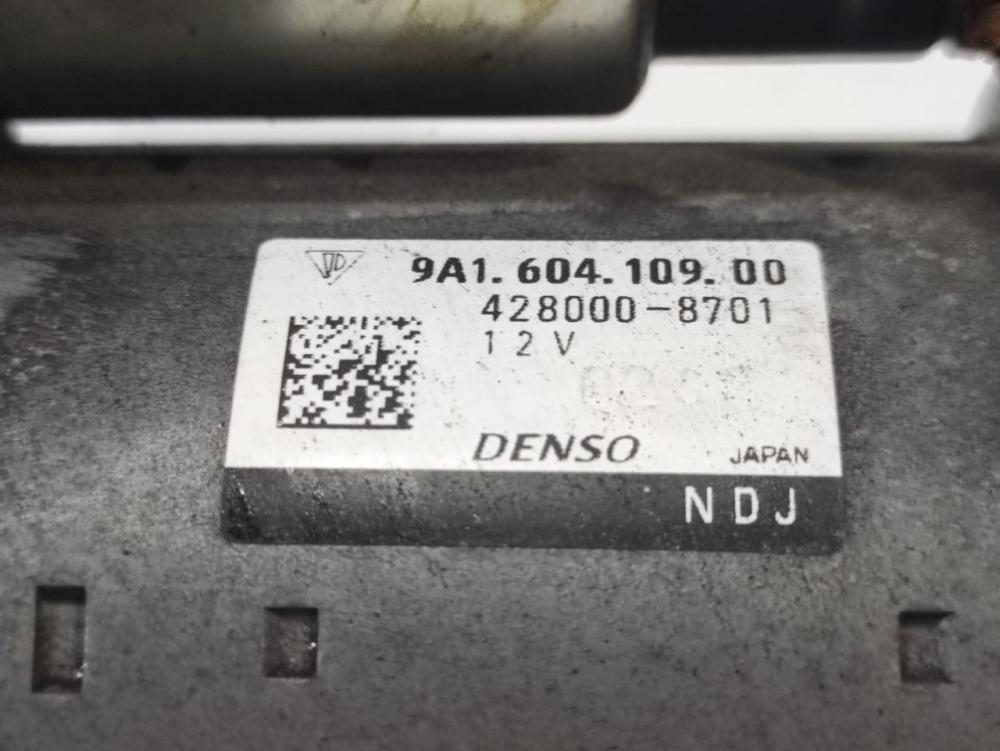 9A1.604.109.00
428000-8701
12V
DENSO
JAPAN
NDJ